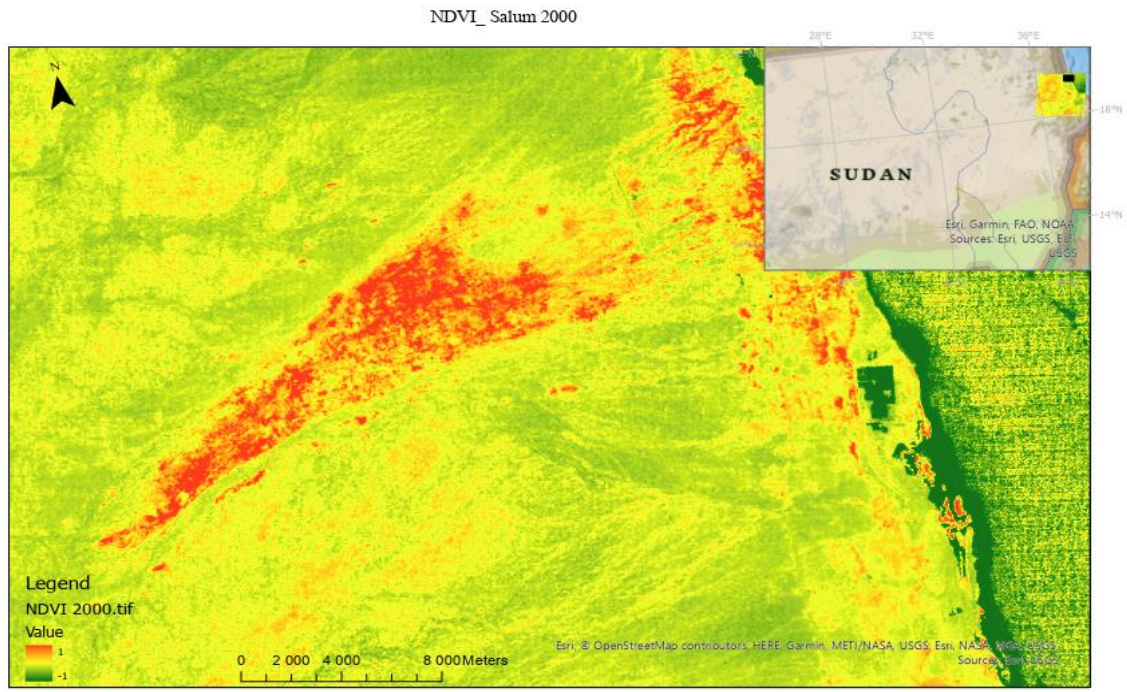 NDVI_ Salum 2000
28°E 32°E 36°E
N
18°N
SUDAN
14°N
Esri, Garmin, FAO, NOAA,
Sources: Esri, USGS, Esri,
USGS
Legend
NDVI 2000.tif
Value
1
-1
0 2 000 4 000 8 000Meters
Esri, © OpenStreetMap contributors, HERE, Garmin, METI/NASA, USGS; Esri, NASA, NGA, USGS,
Sources: Esri, USGS